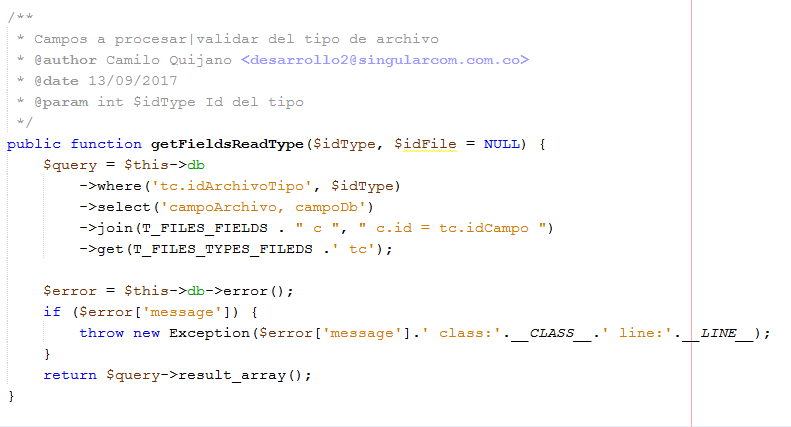 /**
 * Campos a procesar|validar del tipo de archivo
 * @author Camilo Quijano <desarrollo2@singularcom.com.co>
 * @date 13/09/2017
 * @param int $idType Id del tipo
 */
public function getFieldsReadType($idType, $idFile = NULL) {
    $query = $this->db
        ->where('tc.idArchivoTipo', $idType)
        ->select('campoArchivo, campoDb')
        ->join(T_FILES_FIELDS . " c ", " c.id = tc.idCampo ")
        ->get(T_FILES_TYPES_FILEDS .' tc');

    $error = $this->db->error();
    if ($error['message']) {
        throw new Exception($error['message'].' class:'.__CLASS__.' line:'.__LINE__);
    }
    return $query->result_array();
}